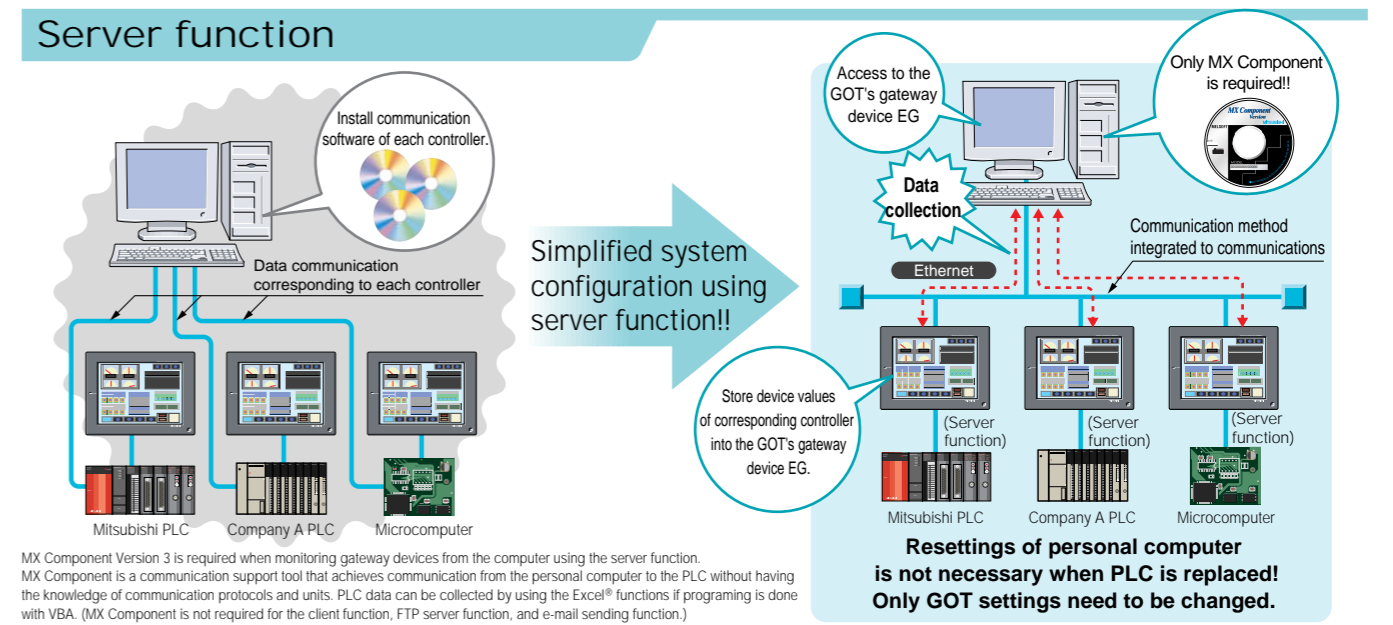 Server function
Install communication
software of each controller.
Data communication
corresponding to each controller
Mitsubishi PLC
Company A PLC
Microcomputer
Simplified system
configuration using
server function!!
Access to the
GOT's gateway
device EG
Only MX Component
is required!!
MX Component
Version
Data
collection
Communication method
integrated to communications
Ethernet
Store device values
of corresponding controller
into the GOT's gateway
device EG.
(Server
function)
(Server
function)
(Server
function)
Mitsubishi PLC
Company A PLC
Microcomputer
Resettings of personal computer
is not necessary when PLC is replaced!
Only GOT settings need to be changed.
MX Component Version 3 is required when monitoring gateway devices from the computer using the server function.
MX Component is a communication support tool that achieves communication from the personal computer to the PLC without having
the knowledge of communication protocols and units. PLC data can be collected by using the Excel® functions if programing is done
with VBA. (MX Component is not required for the client function, FTP server function, and e-mail sending function.)